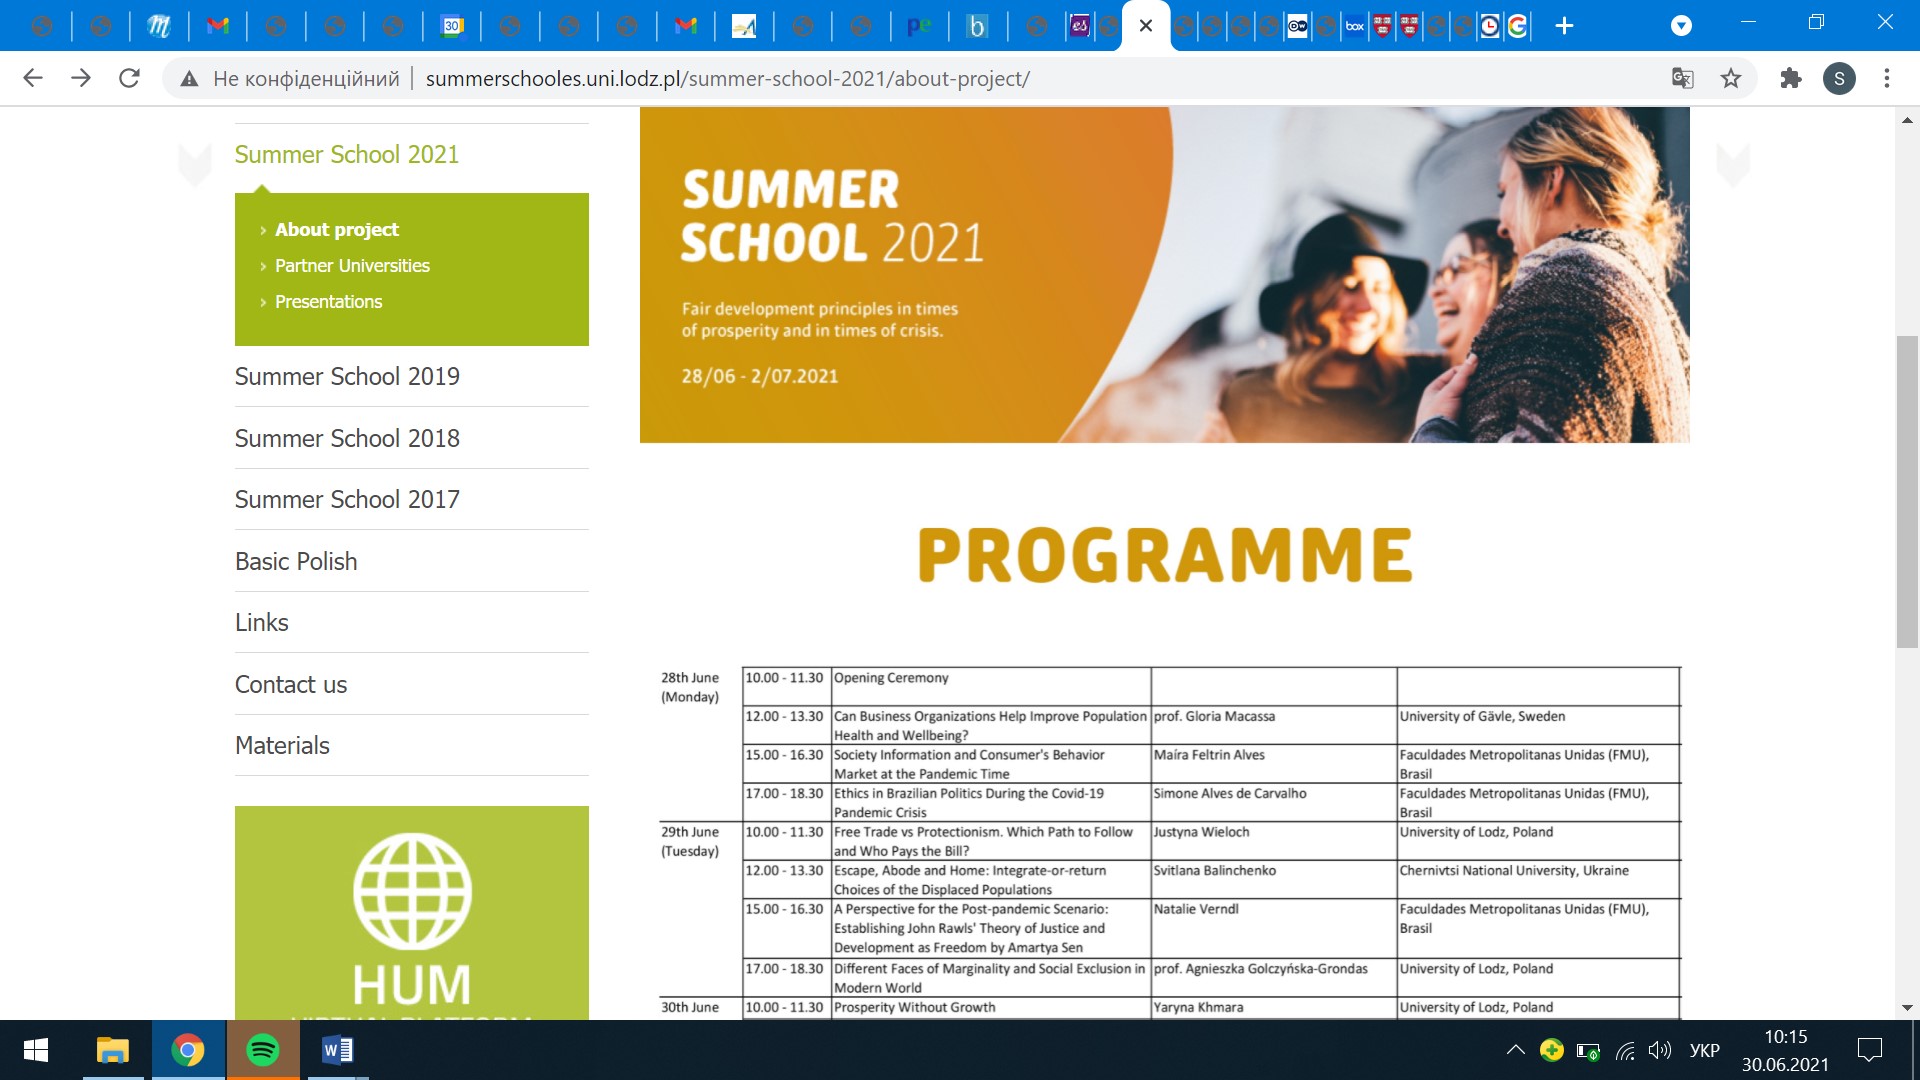 30
pe
b
es
DW
box
Не конфіденційний
summerschooles.uni.lodz.pl/summer-school-2021/about-project/
S
Summer School 2021
About project
Partner Universities
Presentations
Summer School 2019
Summer School 2018
Summer School 2017
Basic Polish
Links
Contact us
Materials
HUM
SUMMER
SCHOOL 2021
Fair development principles in times
of prosperity and in times of crisis.
28/06 - 2/07.2021
PROGRAMME
28th June
(Monday)
10.00 - 11.30 Opening Ceremony
12.00 - 13.30 Can Business Organizations Help Improve Population prof. Gloria Macassa University of Gävle, Sweden
Health and Wellbeing?
15.00 - 16.30 Society Information and Consumer's Behavior Maíra Feltrin Alves Faculdades Metropolitanas Unidas (FMU),
Market at the Pandemic Time Brasil
17.00 - 18.30 Ethics in Brazilian Politics During the Covid-19 Simone Alves de Carvalho Faculdades Metropolitanas Unidas (FMU),
Pandemic Crisis Brasil
29th June 10.00 - 11.30 Free Trade vs Protectionism. Which Path to Follow Justyna Wieloch University of Lodz, Poland
(Tuesday) and Who Pays the Bill?
12.00 - 13.30 Escape, Abode and Home: Integrate-or-return Svitlana Balinchenko Chernivtsi National University, Ukraine
Choices of the Displaced Populations
15.00 - 16.30 A Perspective for the Post-pandemic Scenario: Natalie Verndl Faculdades Metropolitanas Unidas (FMU),
Establishing John Rawls' Theory of Justice and Brasil
Development as Freedom by Amartya Sen
17.00 - 18.30 Different Faces of Marginality and Social Exclusion in prof. Agnieszka Golczyńska-Grondas University of Lodz, Poland
Modern World
30th June 10.00 - 11.30 Prosperity Without Growth Yaryna Khmara University of Lodz, Poland
УКР
10:15
30.06.2021